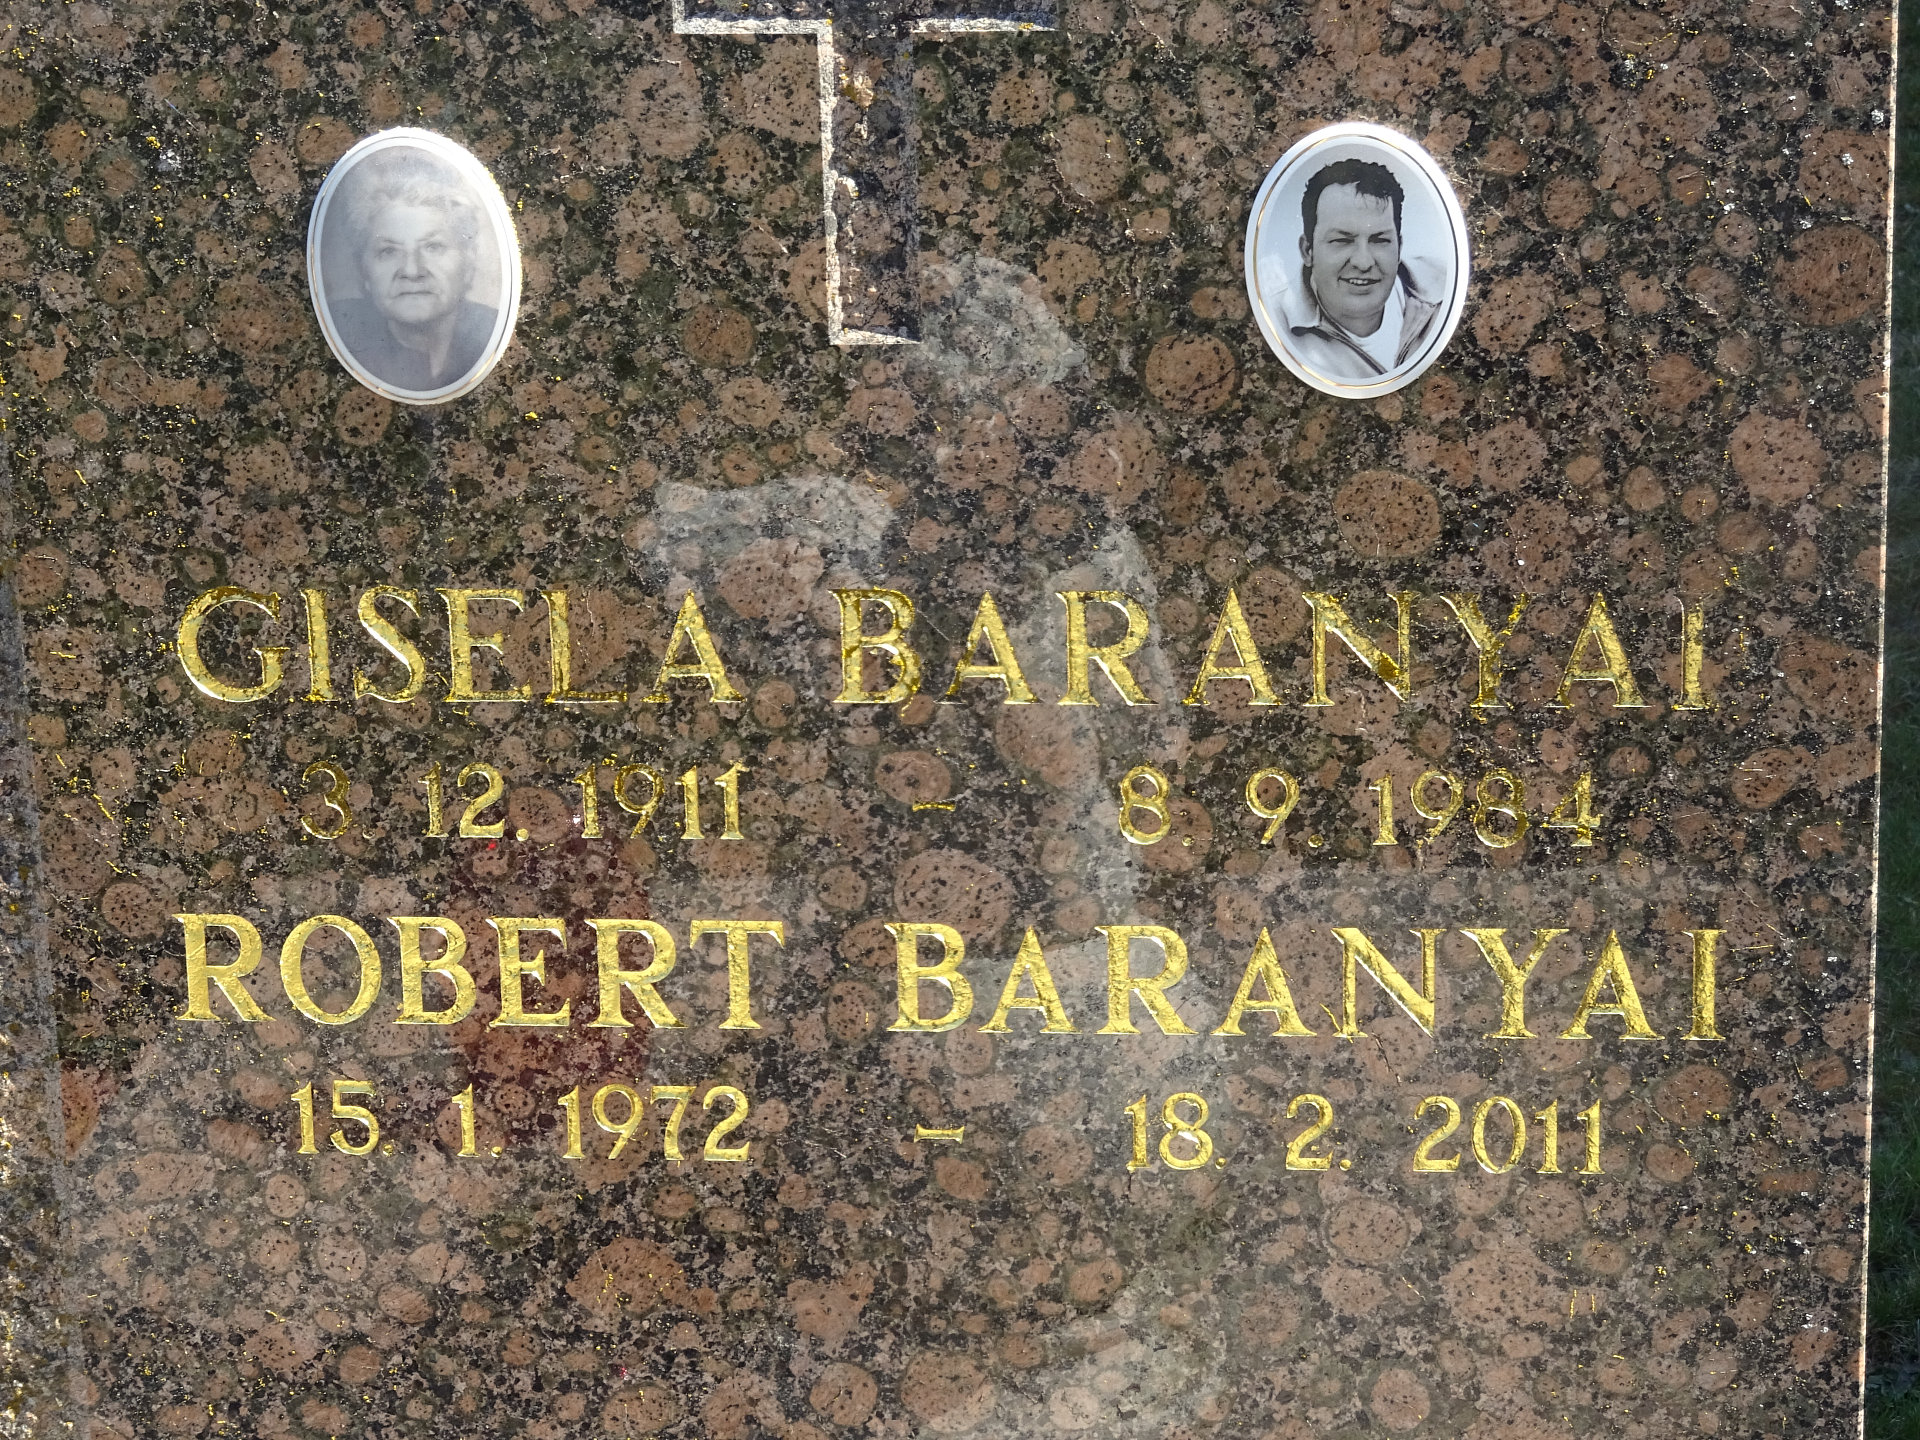 GISELA BARANYAI
3. 12. 1911 - 8. 9. 1984
ROBERT BARANYAI
15. 1. 1972 - 18. 2. 2011